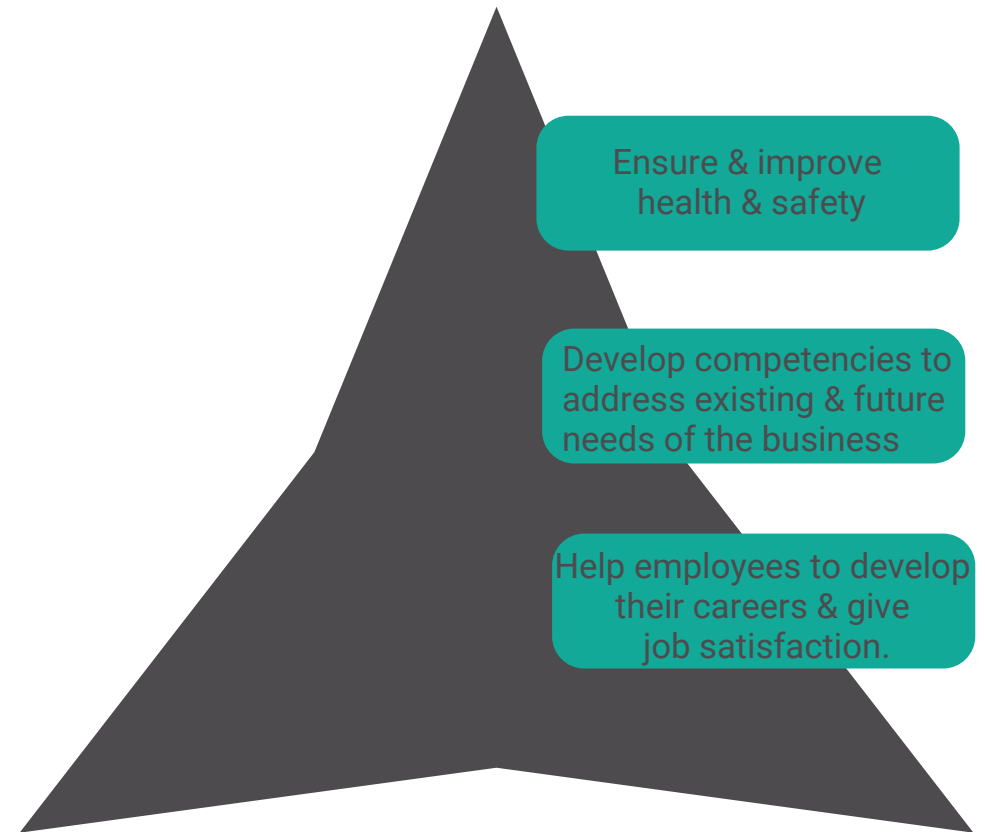 Ensure & improve
health & safety
Develop competencies to
address existing & future
needs of the business
Help employees to develop
their careers & give
job satisfaction.